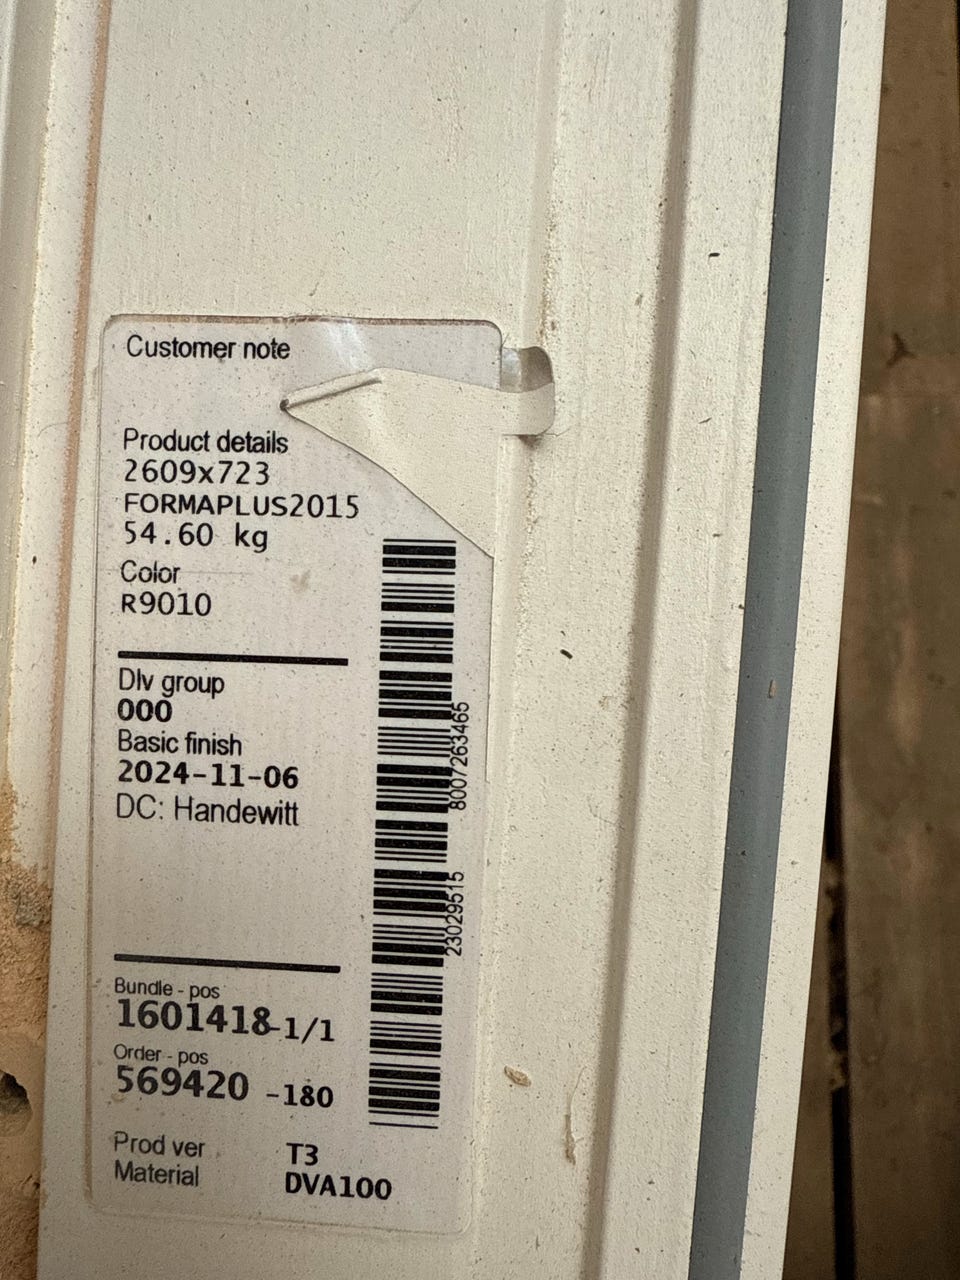 Customer note
Product details
2609x723
FORMAPLUS2015
54.60 kg
Color
R9010
Dlv group
000
Basic finish
2024-11-06
DC: Handewitt
8007263465
23029515
Bundle - pos
1601418-1/1
Order - pos
569420 -180
Prod ver T3
Material DVA100